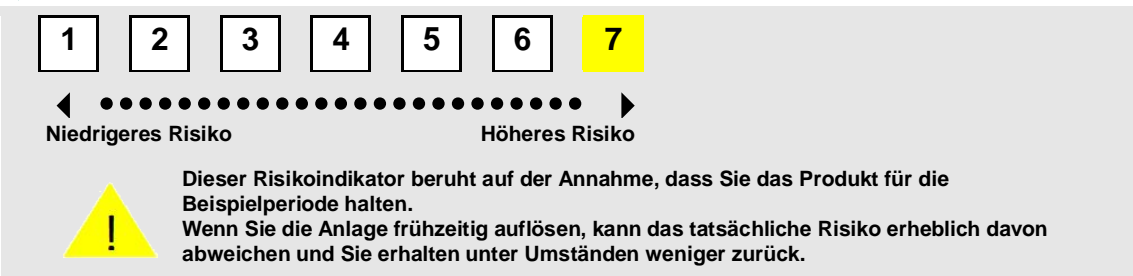 1 2 3 4 5 6 7
Niedrigeres Risiko Höheres Risiko
Dieser Risikoindikator beruht auf der Annahme, dass Sie das Produkt für die
Beispielperiode halten.
Wenn Sie die Anlage frühzeitig auflösen, kann das tatsächliche Risiko erheblich davon
abweichen und Sie erhalten unter Umständen weniger zurück.
!